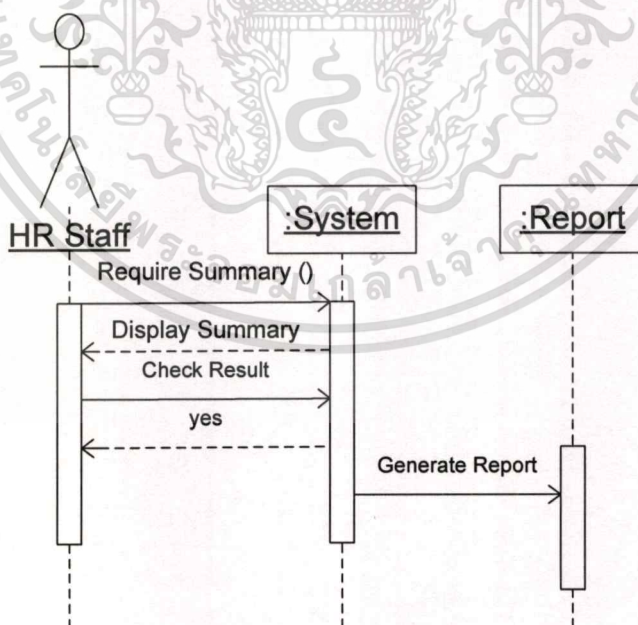 HR Staff
:System
:Report
Require Summary ()
Display Summary
Check Result
yes
Generate Report